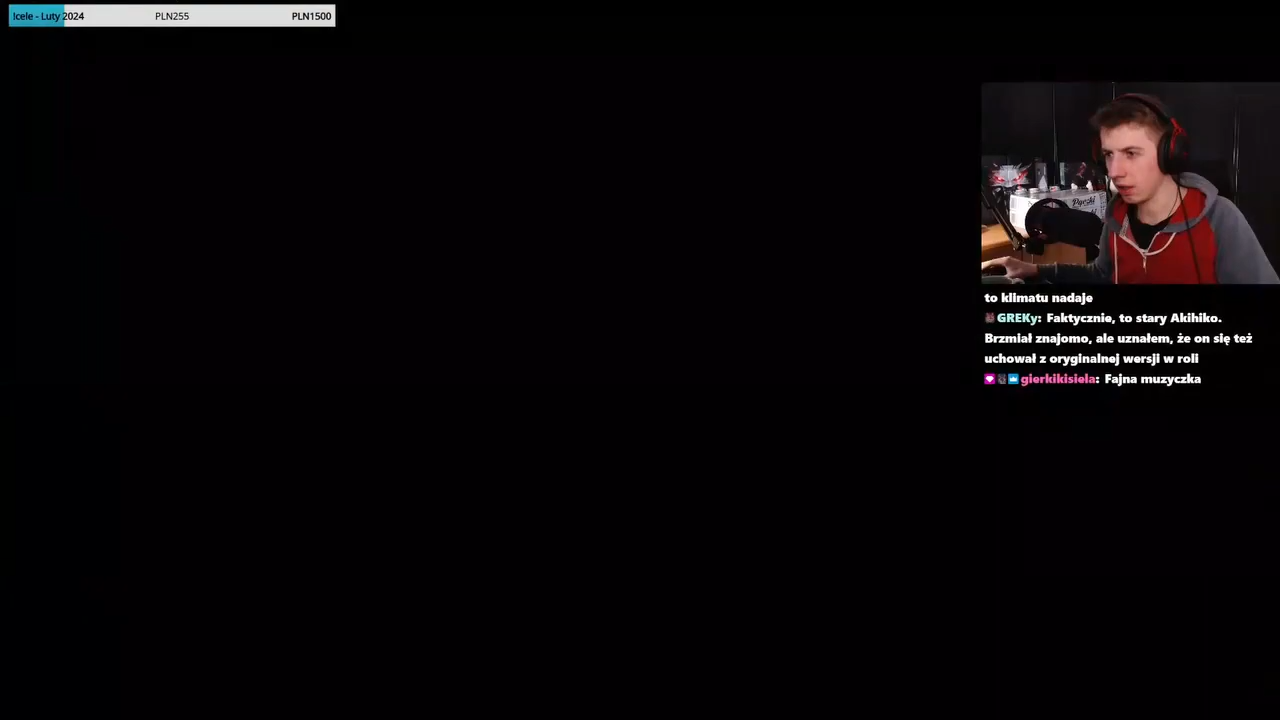 Icele - Luty 2024 PLN255 PLN1500
to klimatu nadaje
GREKy: Faktycznie, to stary Akihiko.
Brzmiał znajomo, ale uznałem, że on się też
uchował z oryginalnej wersji w roli
gierkikisiela: Fajna muzyczka